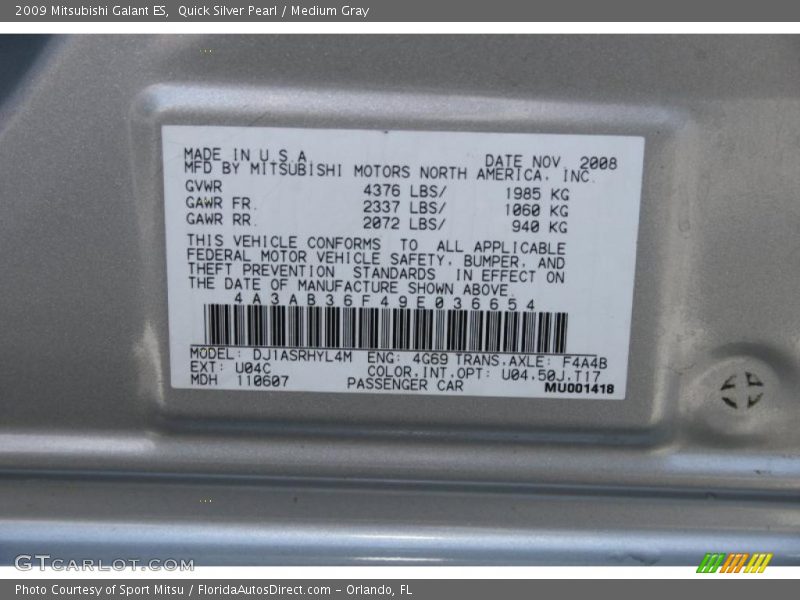 2009 Mitsubishi Galant ES, Quick Silver Pearl / Medium Gray
MADE IN U.S.A. DATE NOV. 2008
MFD BY MITSUBISHI MOTORS NORTH AMERICA, INC.
GVWR 4376 LBS/ 1985 KG
GAWR FR. 2337 LBS/ 1060 KG
GAWR RR. 2072 LBS/ 940 KG
THIS VEHICLE CONFORMS TO ALL APPLICABLE
FEDERAL MOTOR VEHICLE SAFETY, BUMPER, AND
THEFT PREVENTION STANDARDS IN EFFECT ON
THE DATE OF MANUFACTURE SHOWN ABOVE.
4A3AB36F49E036654
MODEL: DJ1ASRHYL4M ENG: 4G69 TRANS.AXLE: F4A4B
EXT: U04C COLOR.INT.OPT: U04.50J.T17
MDH 110607 PASSENGER CAR MU001418
GTCARLOT.COM
Photo Courtesy of Sport Mitsu / FloridaAutosDirect.com - Orlando, FL